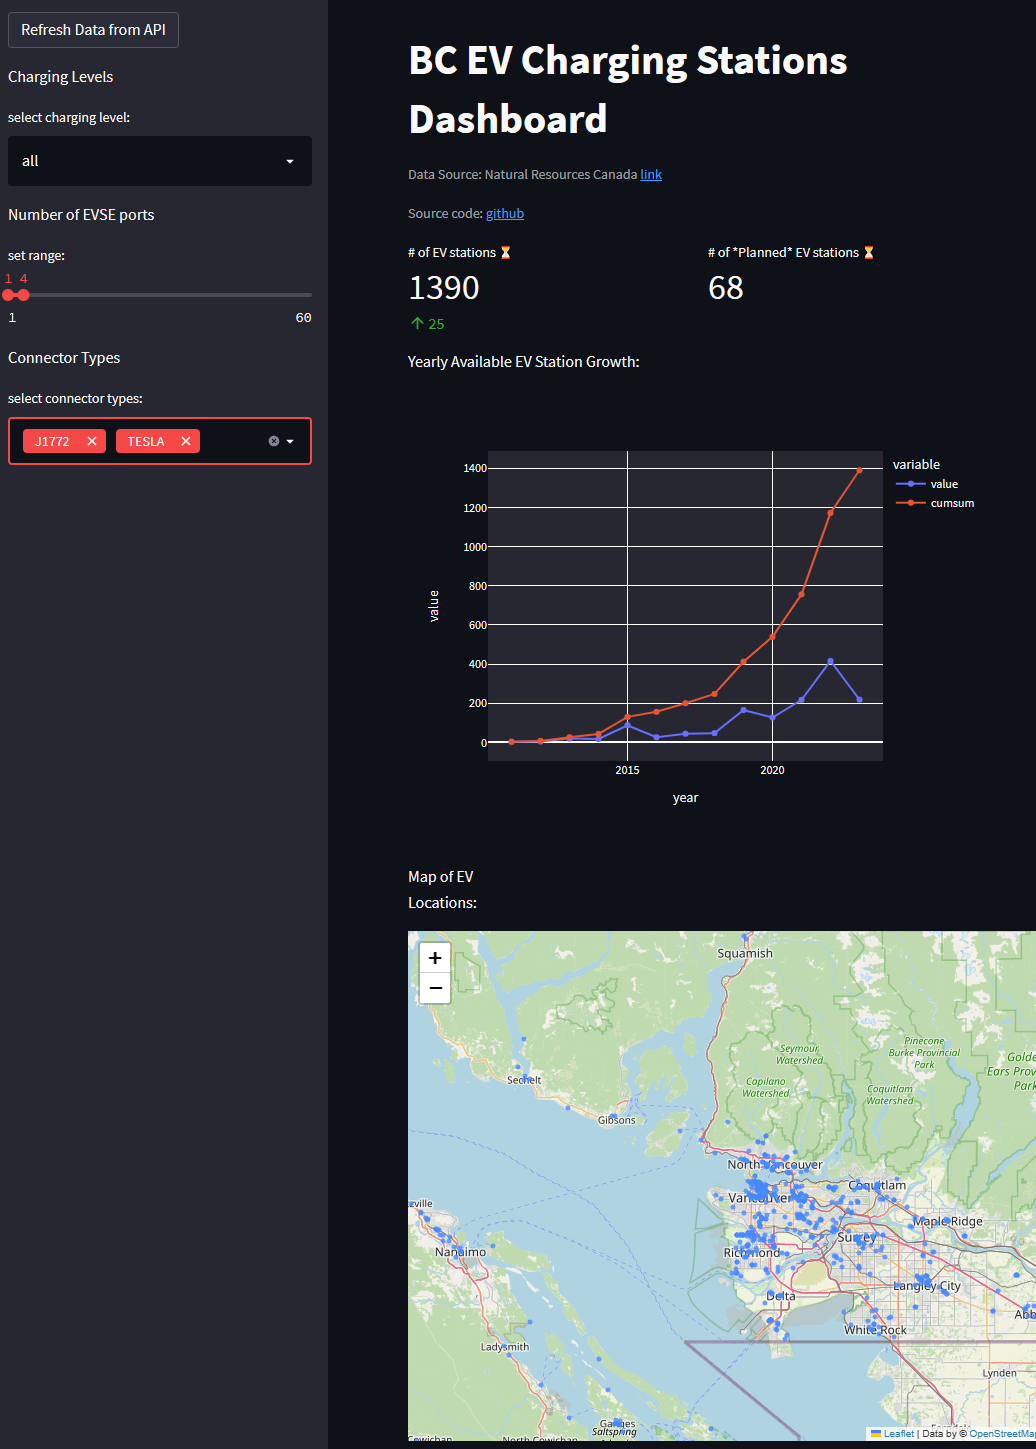 Refresh Data from API
Charging Levels
select charging level:
all
Number of EVSE ports
set range:
1 4
1 60
Connector Types
select connector types:
J1772 TESLA
BC EV Charging Stations
Dashboard
Data Source: Natural Resources Canada link
Source code: github
# of EV stations ⏳
1390
↑ 25
# of *Planned* EV stations ⏳
68
Yearly Available EV Station Growth:
1400
1200
1000
800
600
400
200
0
value
2015 2020
year
variable
value
cumsum
Map of EV
Locations:
+
−
Squamish
Seymour
Watershed
Pinecone
Burke Provincial
Park
Golde
Ears Prov
Park
Capilano
Watershed
Coquitlam
Watershed
Sechelt
Gibsons
North Vancouver
Vancouver
Coquitlam
ville
Maple Ridge
Nanaimo
Richmond
Surrey
Langley City
Delta
Abb
White Rock
Ladysmith
Lynden
Ganges
Saltspring
Cowichan
North Cowichan
Leaflet | Data by © OpenStreetMa